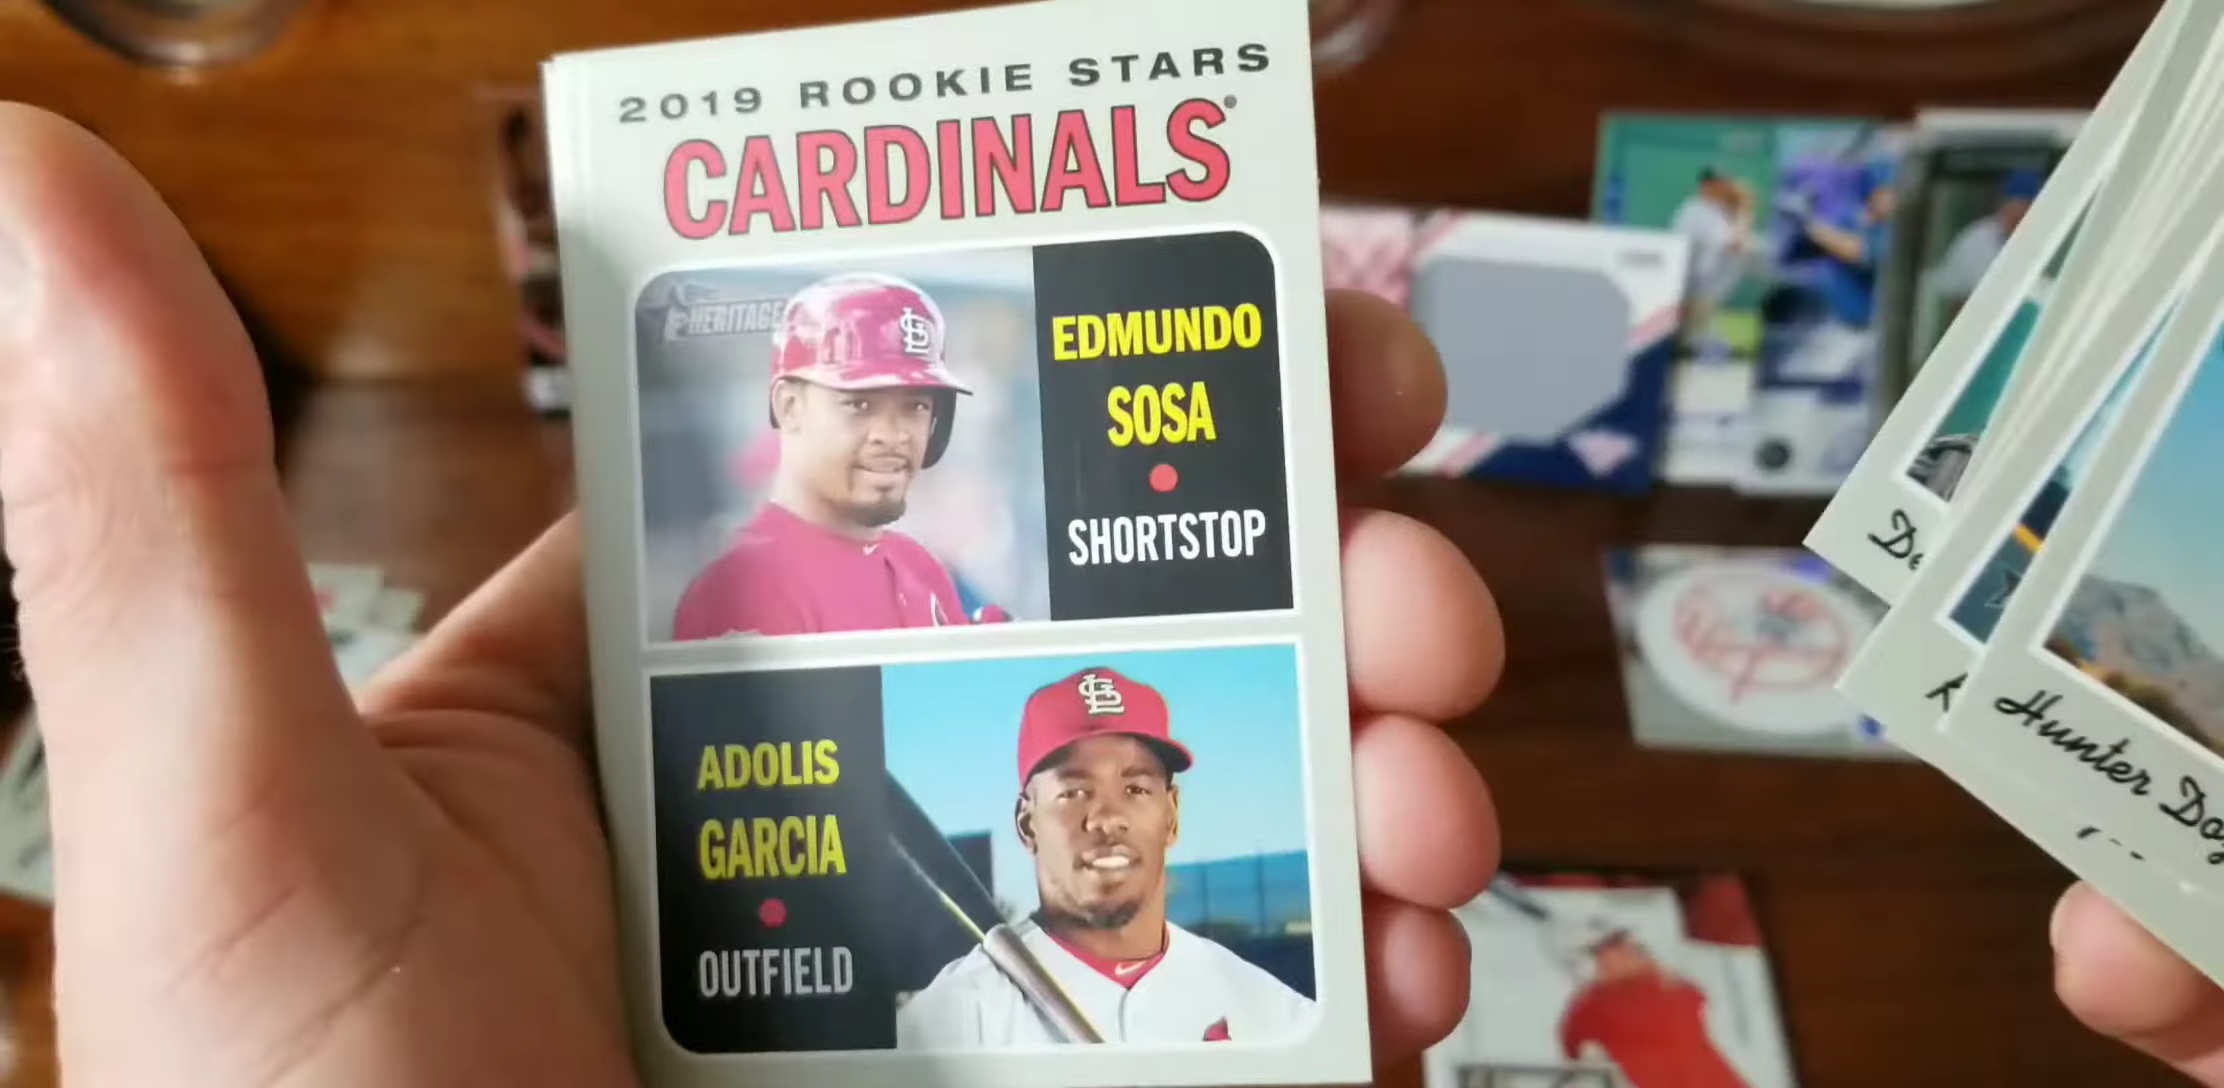 2019 ROOKIE STARS
CARDINALS®
HERITAGE
EDMUNDO
SOSA
SHORTSTOP
ADOLIS
GARCIA
OUTFIELD
Hunter